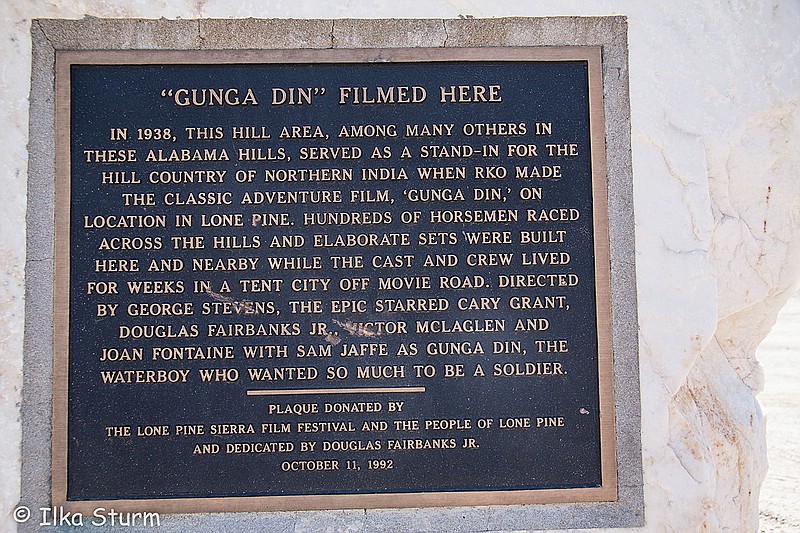 “GUNGA DIN” FILMED HERE
IN 1938, THIS HILL AREA, AMONG MANY OTHERS IN
THESE ALABAMA HILLS, SERVED AS A STAND-IN FOR THE
HILL COUNTRY OF NORTHERN INDIA WHEN RKO MADE
THE CLASSIC ADVENTURE FILM, ‘GUNGA DIN,’ ON
LOCATION IN LONE PINE. HUNDREDS OF HORSEMEN RACED
ACROSS THE HILLS AND ELABORATE SETS WERE BUILT
HERE AND NEARBY WHILE THE CAST AND CREW LIVED
FOR WEEKS IN A TENT CITY OFF MOVIE ROAD. DIRECTED
BY GEORGE STEVENS, THE EPIC STARRED CARY GRANT,
DOUGLAS FAIRBANKS JR., VICTOR MCLAGLEN AND
JOAN FONTAINE WITH SAM JAFFE AS GUNGA DIN, THE
WATERBOY WHO WANTED SO MUCH TO BE A SOLDIER.
PLAQUE DONATED BY
THE LONE PINE SIERRA FILM FESTIVAL AND THE PEOPLE OF LONE PINE
AND DEDICATED BY DOUGLAS FAIRBANKS JR.
OCTOBER 11, 1992
© Ilka Sturm